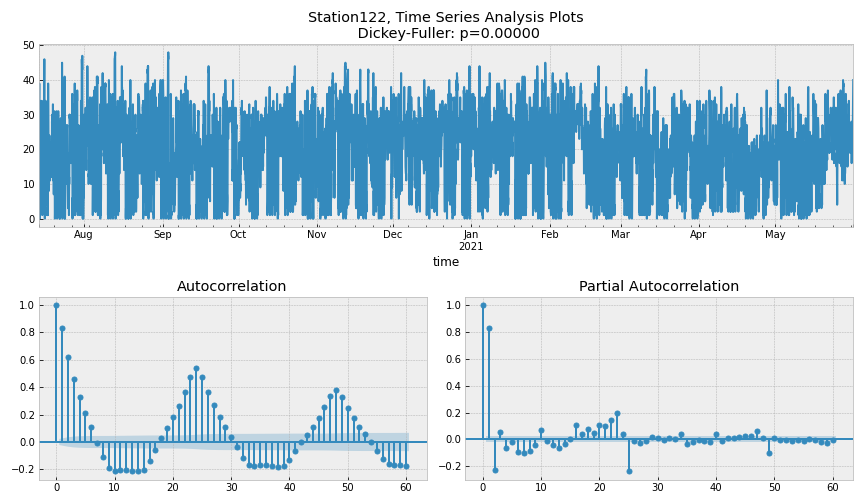 Station122, Time Series Analysis Plots
Dickey-Fuller: p=0.00000
50
40
30
20
10
0
Aug Sep Oct Nov Dec Jan Feb Mar Apr May
2021
time
Autocorrelation
1.0
0.8
0.6
0.4
0.2
0.0
−0.2
0 10 20 30 40 50 60
Partial Autocorrelation
1.0
0.8
0.6
0.4
0.2
0.0
−0.2
0 10 20 30 40 50 60